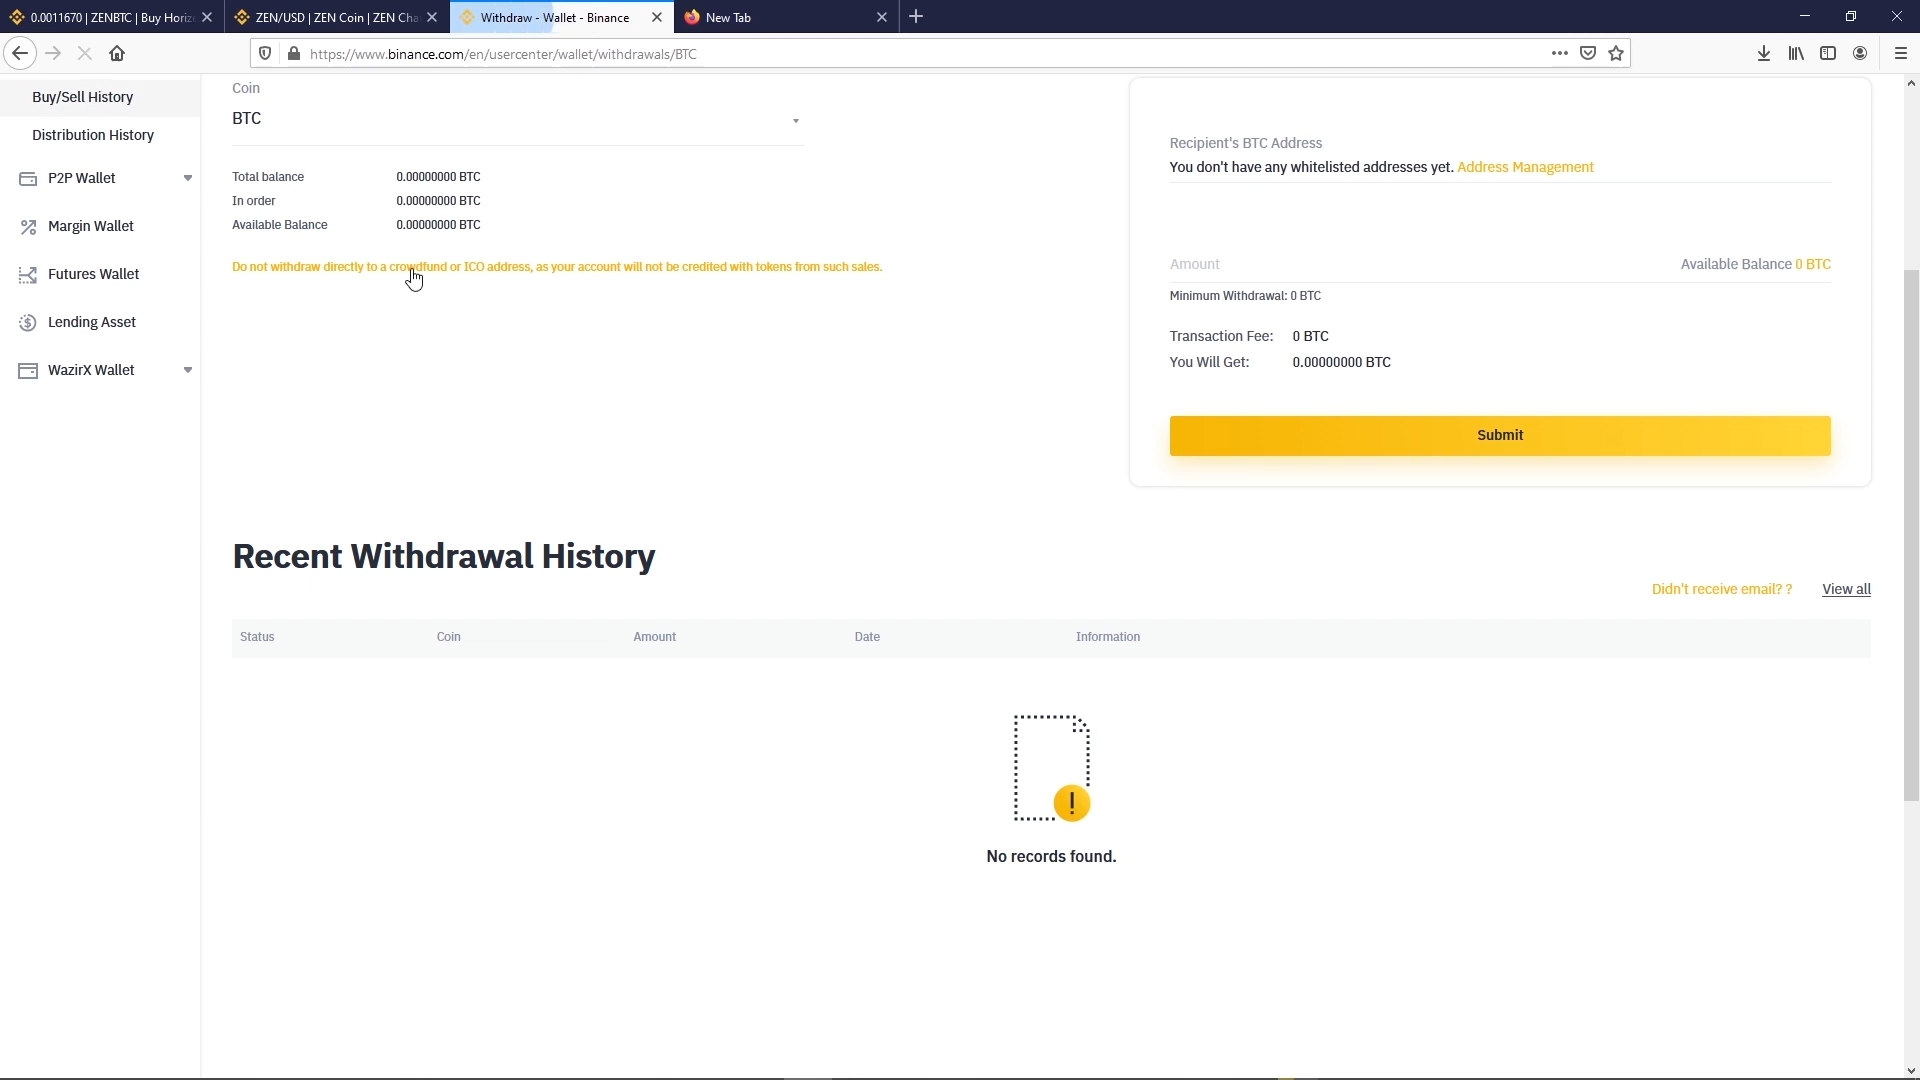 0.0011670 | ZENBTC | Buy Horiz
ZEN/USD | ZEN Coin | ZEN Cha
Withdraw - Wallet - Binance
New Tab
https://www.binance.com/en/usercenter/wallet/withdrawals/BTC
Buy/Sell History
Distribution History
P2P Wallet
Margin Wallet
Futures Wallet
Lending Asset
WazirX Wallet
Coin
BTC
Total balance 0.00000000 BTC
In order 0.00000000 BTC
Available Balance 0.00000000 BTC
Do not withdraw directly to a crowdfund or ICO address, as your account will not be credited with tokens from such sales.
Recipient's BTC Address
You don't have any whitelisted addresses yet. Address Management
Amount Available Balance 0 BTC
Minimum Withdrawal: 0 BTC
Transaction Fee: 0 BTC
You Will Get: 0.00000000 BTC
Submit
Recent Withdrawal History
Didn't receive email? ? View all
Status Coin Amount Date Information
No records found.